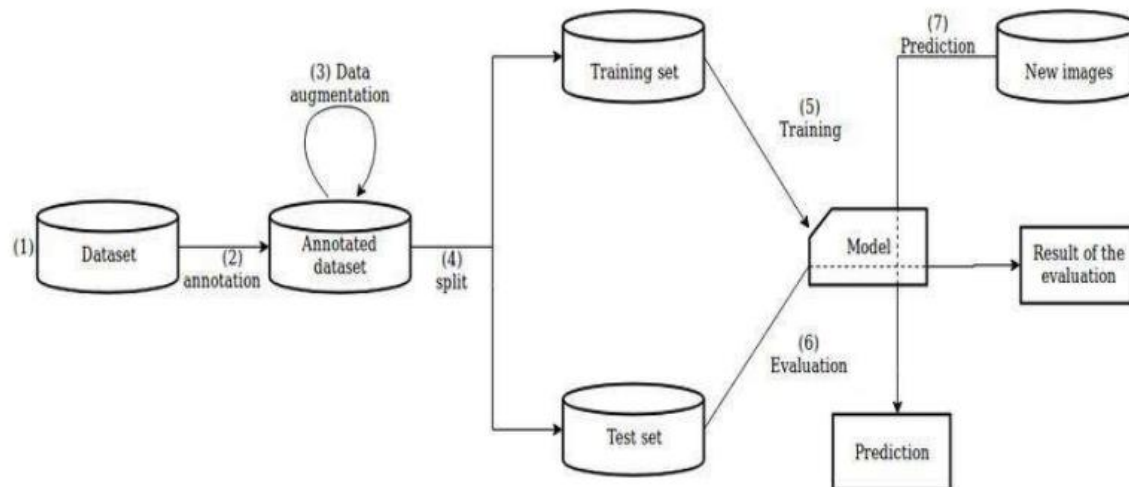 (1)
Dataset
(2)
annotation
(3) Data
augmentation
Annotated
dataset
(4)
split
Training set
Test set
(5)
Training
(6)
Evaluation
Model
(7)
Prediction
New images
Result of the
evaluation
Prediction